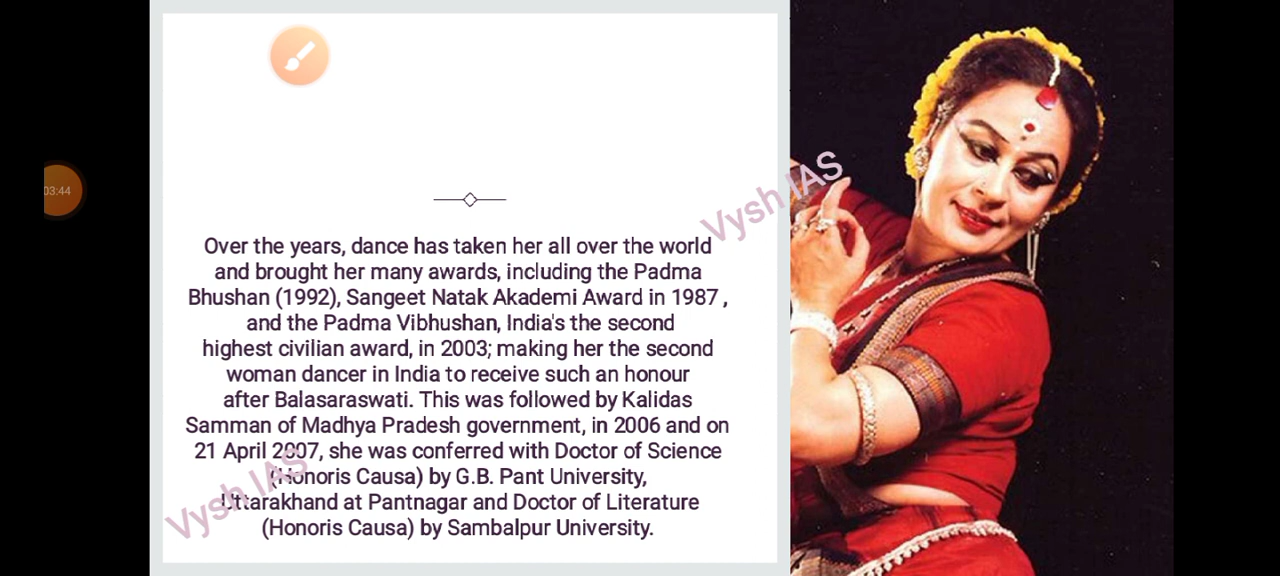 03:44
Over the years, dance has taken her all over the world
and brought her many awards, including the Padma
Bhushan (1992), Sangeet Natak Akademi Award in 1987 ,
and the Padma Vibhushan, India's the second
highest civilian award, in 2003; making her the second
woman dancer in India to receive such an honour
after Balasaraswati. This was followed by Kalidas
Samman of Madhya Pradesh government, in 2006 and on
21 April 2007, she was conferred with Doctor of Science
(Honoris Causa) by G.B. Pant University,
Uttarakhand at Pantnagar and Doctor of Literature
(Honoris Causa) by Sambalpur University.
Vysh IAS
Vysh IAS